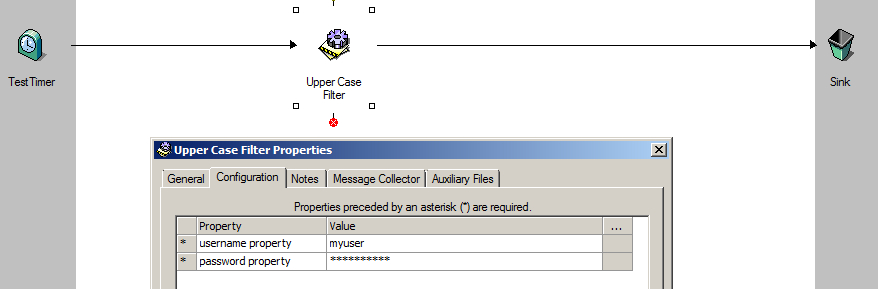 TestTimer
Upper Case
Filter
Sink
Upper Case Filter Properties
General Configuration Notes Message Collector Auxiliary Files
Properties preceded by an asterisk (*) are required.
Property Value ...
* username property myuser
* password property **********